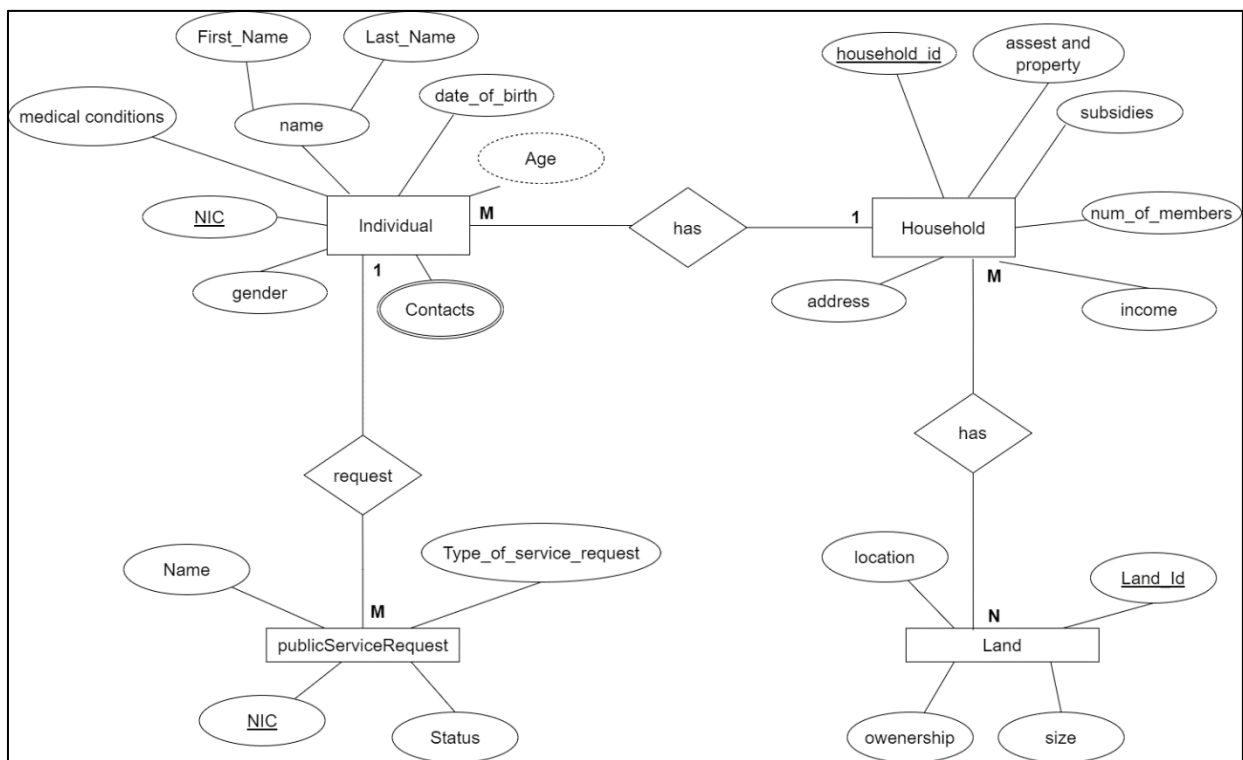 First_Name
Last_Name
household_id
assest and
property
medical conditions
name
date_of_birth
subsidies
Age
NIC
Individual
M
has
1
Household
num_of_members
gender
1
Contacts
address
M
income
request
has
Name
Type_of_service_request
location
Land_Id
M
N
publicServiceRequest
Land
NIC
Status
owenership
size